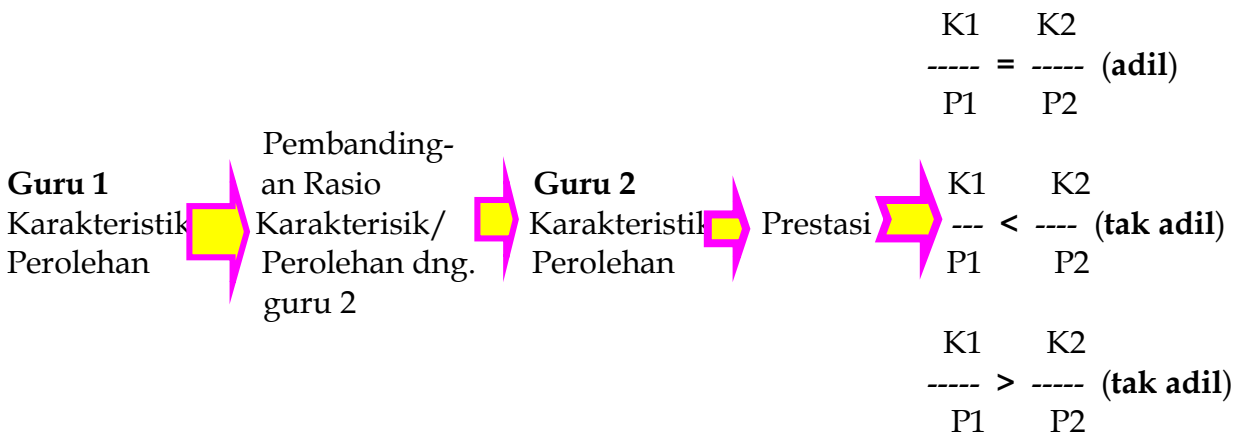 Guru 1
Karakteristik
Perolehan
Pembanding-
an Rasio
Karakterisik/
Perolehan dng.
guru 2
Guru 2
Karakteristik
Perolehan
Prestasi
K1 K2
----- = ----- (adil)
P1 P2
K1 K2
--- < ---- (tak adil)
P1 P2
K1 K2
----- > ----- (tak adil)
P1 P2